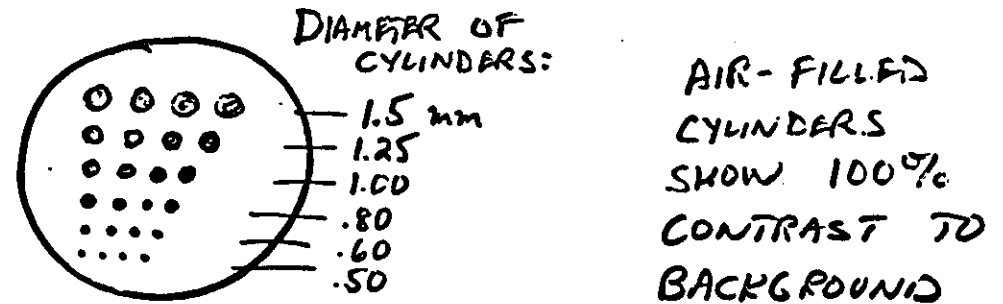 DIAMETER OF
CYLINDERS:
1.5 mm
1.25
1.00
.80
.60
.50
AIR-FILLED
CYLINDERS
SHOW 100%
CONTRAST TO
BACKGROUND